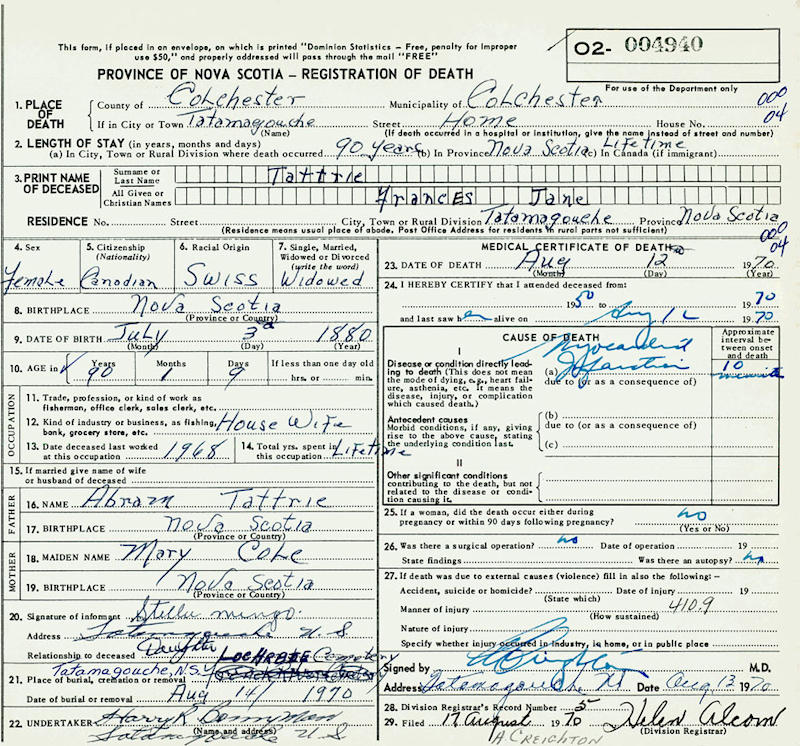 This form, if placed in an envelope, on which is printed "Dominion Statistics – Free, penalty for improper
use $50," and properly addressed will pass through the mail "FREE"
O2- 004940
PROVINCE OF NOVA SCOTIA – REGISTRATION OF DEATH
For use of the Department only
1. PLACE OF DEATH County of Colchester Municipality of Colchester 000
If in City or Town Tatamagouche Street Home House No. 04
(Name) (If death occurred in a hospital or institution, give the name instead of street and number)
2. LENGTH OF STAY (in years, months and days)
(a) In City, Town or Rural Division where death occurred 90 years (b) In Province Nova Scotia (c) In Canada (if immigrant) Lifetime
3. PRINT NAME OF DECEASED Surname or Last Name Tattrie
All Given or Christian Names Frances Jane
RESIDENCE No. Street City, Town or Rural Division Tatamagouche Province Nova Scotia
(Residence means usual place of abode. Post Office Address for residents in rural parts not sufficient) 000
04
4. Sex 5. Citizenship (Nationality) 6. Racial Origin 7. Single, Married, Widowed or Divorced (write the word)
Female Canadian Swiss Widowed
8. BIRTHPLACE Nova Scotia
(Province or Country)
9. DATE OF BIRTH July 3rd 1880
(Month) (Day) (Year)
10. AGE in Years Months Days If less than one day old
90 1 9 hrs. or min.
OCCUPATION
11. Trade, profession or kind of work as
fisherman, office clerk, sales clerk, etc.
12. Kind of industry or business, as fishing, House Wife
bank, grocery store, etc.
13. Date deceased last worked at this occupation 1968 14. Total yrs. spent in this occupation Lifetime
15. If married give name of wife
or husband of deceased
FATHER
16. NAME Abram Tattrie
17. BIRTHPLACE Nova Scotia
(Province or Country)
MOTHER
18. MAIDEN NAME Mary Cole
19. BIRTHPLACE Nova Scotia
(Province or Country)
20. Signature of informant Stella Mingo
Address Tatamagouche N.S
Relationship to deceased Daughter
Cemetery
Tatamagouche, N.S.
21. Place of burial, cremation or removal
Date of burial or removal Aug 14/ 1970
22. UNDERTAKER Harry R
(Name and address)
Tatamagouche N.S
MEDICAL CERTIFICATE OF DEATH
23. DATE OF DEATH Aug 12 1970
(Month) (Day) (Year)
24. I HEREBY CERTIFY that I attended deceased from:
1950 to 1970
and last saw h er alive on Aug 12 1970
CAUSE OF DEATH Approximate interval between onset and death
I
Disease or condition directly leading to death (This does not mean the mode of dying, e.g., heart failure, asthenia, etc. It means the disease, injury, or complication which caused death.)
(a) Myocardial Infarction 10 minutes
due to (or as a consequence of)
Antecedent causes
Morbid conditions, if any, giving rise to the above cause, stating the underlying condition last.
(b)
due to (or as a consequence of)
(c)
II
Other significant conditions
contributing to the death, but not related to the disease or condition causing it.
25. If a woman, did the death occur either during
pregnancy or within 90 days following pregnancy? no
(Yes or No)
26. Was there a surgical operation? no Date of operation 19
State findings Was there an autopsy? no
27. If death was due to external causes (violence) fill in also the following: –
Accident, suicide or homicide? Date of injury 19
(State which)
Manner of injury 410.9
(How sustained)
Nature of injury
Specify whether injury occurred in industry, in home, or in public place
Signed by A Creighton M.D.
Address Tatamagouche NS Date Aug 13 1970
28. Division Registrar's Record Number 5
29. Filed 17 August 1970 Helen Alcorn
(Division Registrar)
A. CREIGHTON